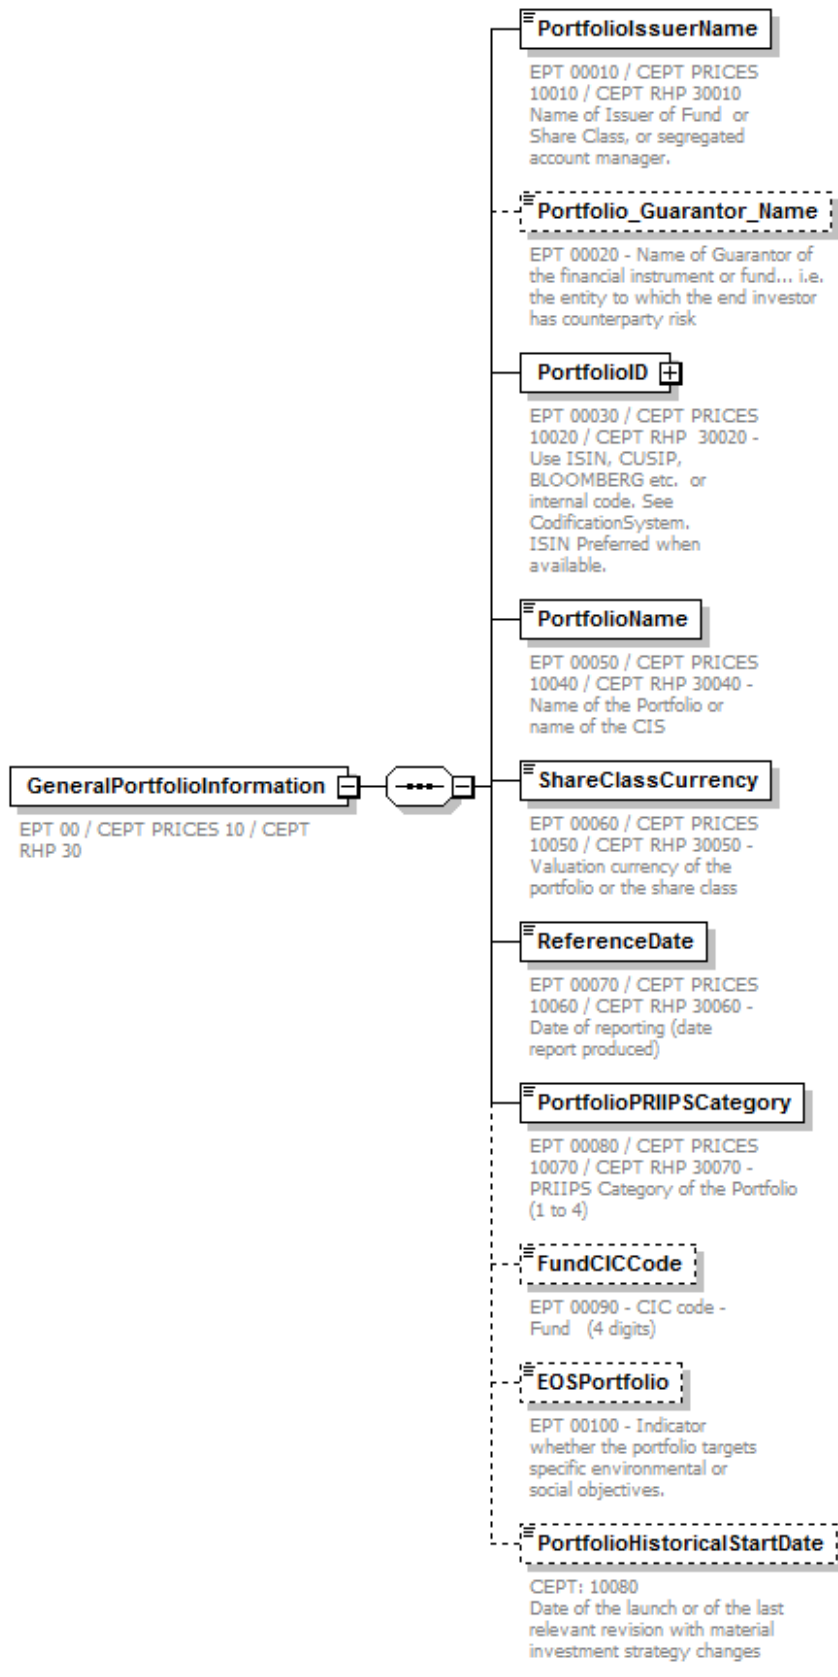 PortfolioIssuerName
EPT 00010 / CEPT PRICES
10010 / CEPT RHP 30010
Name of Issuer of Fund or
Share Class, or segregated
account manager.
Portfolio_Guarantor_Name
EPT 00020 - Name of Guarantor of
the financial instrument or fund... i.e.
the entity to which the end investor
has counterparty risk
PortfolioID
EPT 00030 / CEPT PRICES
10020 / CEPT RHP 30020 -
Use ISIN, CUSIP,
BLOOMBERG etc. or
internal code. See
CodificationSystem.
ISIN Preferred when
available.
PortfolioName
EPT 00050 / CEPT PRICES
10040 / CEPT RHP 30040 -
Name of the Portfolio or
name of the CIS
GeneralPortfolioInformation
EPT 00 / CEPT PRICES 10 / CEPT
RHP 30
ShareClassCurrency
EPT 00060 / CEPT PRICES
10050 / CEPT RHP 30050 -
Valuation currency of the
portfolio or the share class
ReferenceDate
EPT 00070 / CEPT PRICES
10060 / CEPT RHP 30060 -
Date of reporting (date
report produced)
PortfolioPRIIPSCategory
EPT 00080 / CEPT PRICES
10070 / CEPT RHP 30070 -
PRIIPS Category of the Portfolio
(1 to 4)
FundCICCode
EPT 00090 - CIC code -
Fund (4 digits)
EOSPortfolio
EPT 00100 - Indicator
whether the portfolio targets
specific environmental or
social objectives.
PortfolioHistoricalStartDate
CEPT: 10080
Date of the launch or of the last
relevant revision with material
investment strategy changes